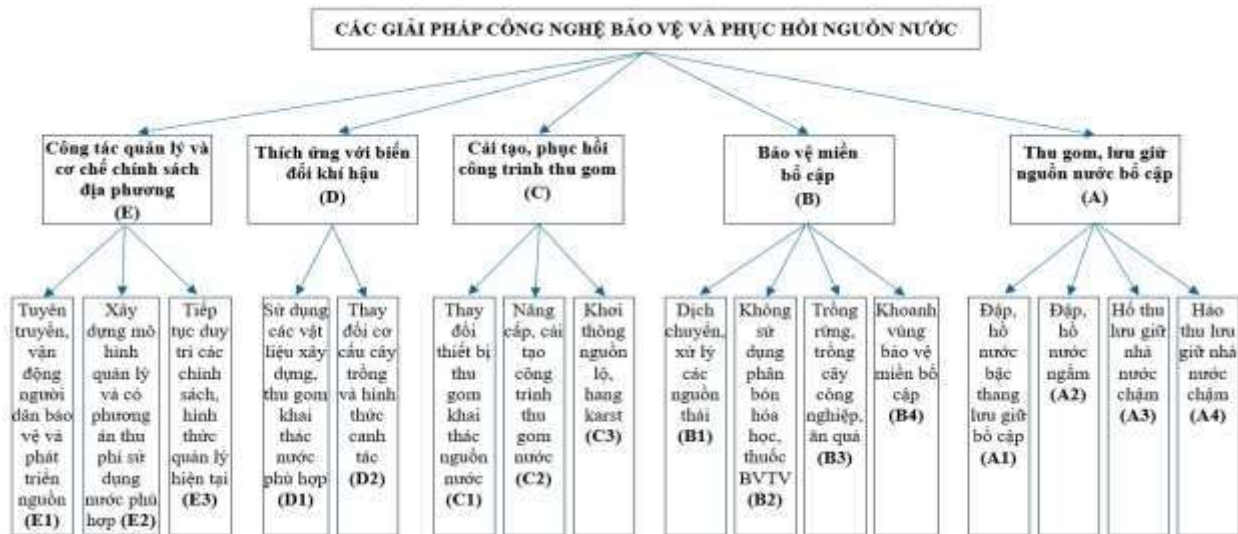 CÁC GIẢI PHÁP CÔNG NGHỆ BẢO VỆ VÀ PHỤC HỒI NGUỒN NƯỚC
Công tác quản lý và
cơ chế chính sách
địa phương
(E)
Thích ứng với biến
đổi khí hậu
(D)
Cải tạo, phục hồi
công trình thu gom
(C)
Bảo vệ miền
bổ cập
(B)
Thu gom, lưu giữ
nguồn nước bổ cập
(A)
Tuyên
truyền,
vận
động
người
dân bảo
vệ và
phát
triển
nguồn
(E1)
Xây
dựng mô
hình
quản lý
và có
phương
án thu
phí sử
dụng
nước phù
hợp (E2)
Tiếp
tục duy
trì các
chính
sách,
hình
thức
quản lý
hiện tại
(E3)
Sử dụng
các vật
liệu xây
dựng,
thu gom
khai
thác
nước
phù hợp
(D1)
Thay
đổi cơ
cấu cây
trồng
và hình
thức
canh
tác
(D2)
Thay
đổi
thiết bị
thu
gom
khai
thác
nguồn
nước
(C1)
Nâng
cấp, cải
tạo
công
trình
thu
gom
nước
(C2)
Khơi
thông
nguồn
lộ,
hang
karst
(C3)
Dịch
chuyển,
xử lý
các
nguồn
thải
(B1)
Không
sử
dụng
phân
bón
hóa
học,
thuốc
BVTV
(B2)
Trồng
rừng,
trồng
cây
công
nghiệp,
ăn quả
(B3)
Khoanh
vùng
bảo vệ
miền bổ
cập
(B4)
Đập,
hồ
nước
bậc
thang
lưu giữ
bổ cập
(A1)
Đập,
hồ
nước
ngầm
(A2)
Hố thu
lưu giữ
nhả
nước
chậm
(A3)
Hào
thu lưu
giữ nhả
nước
chậm
(A4)